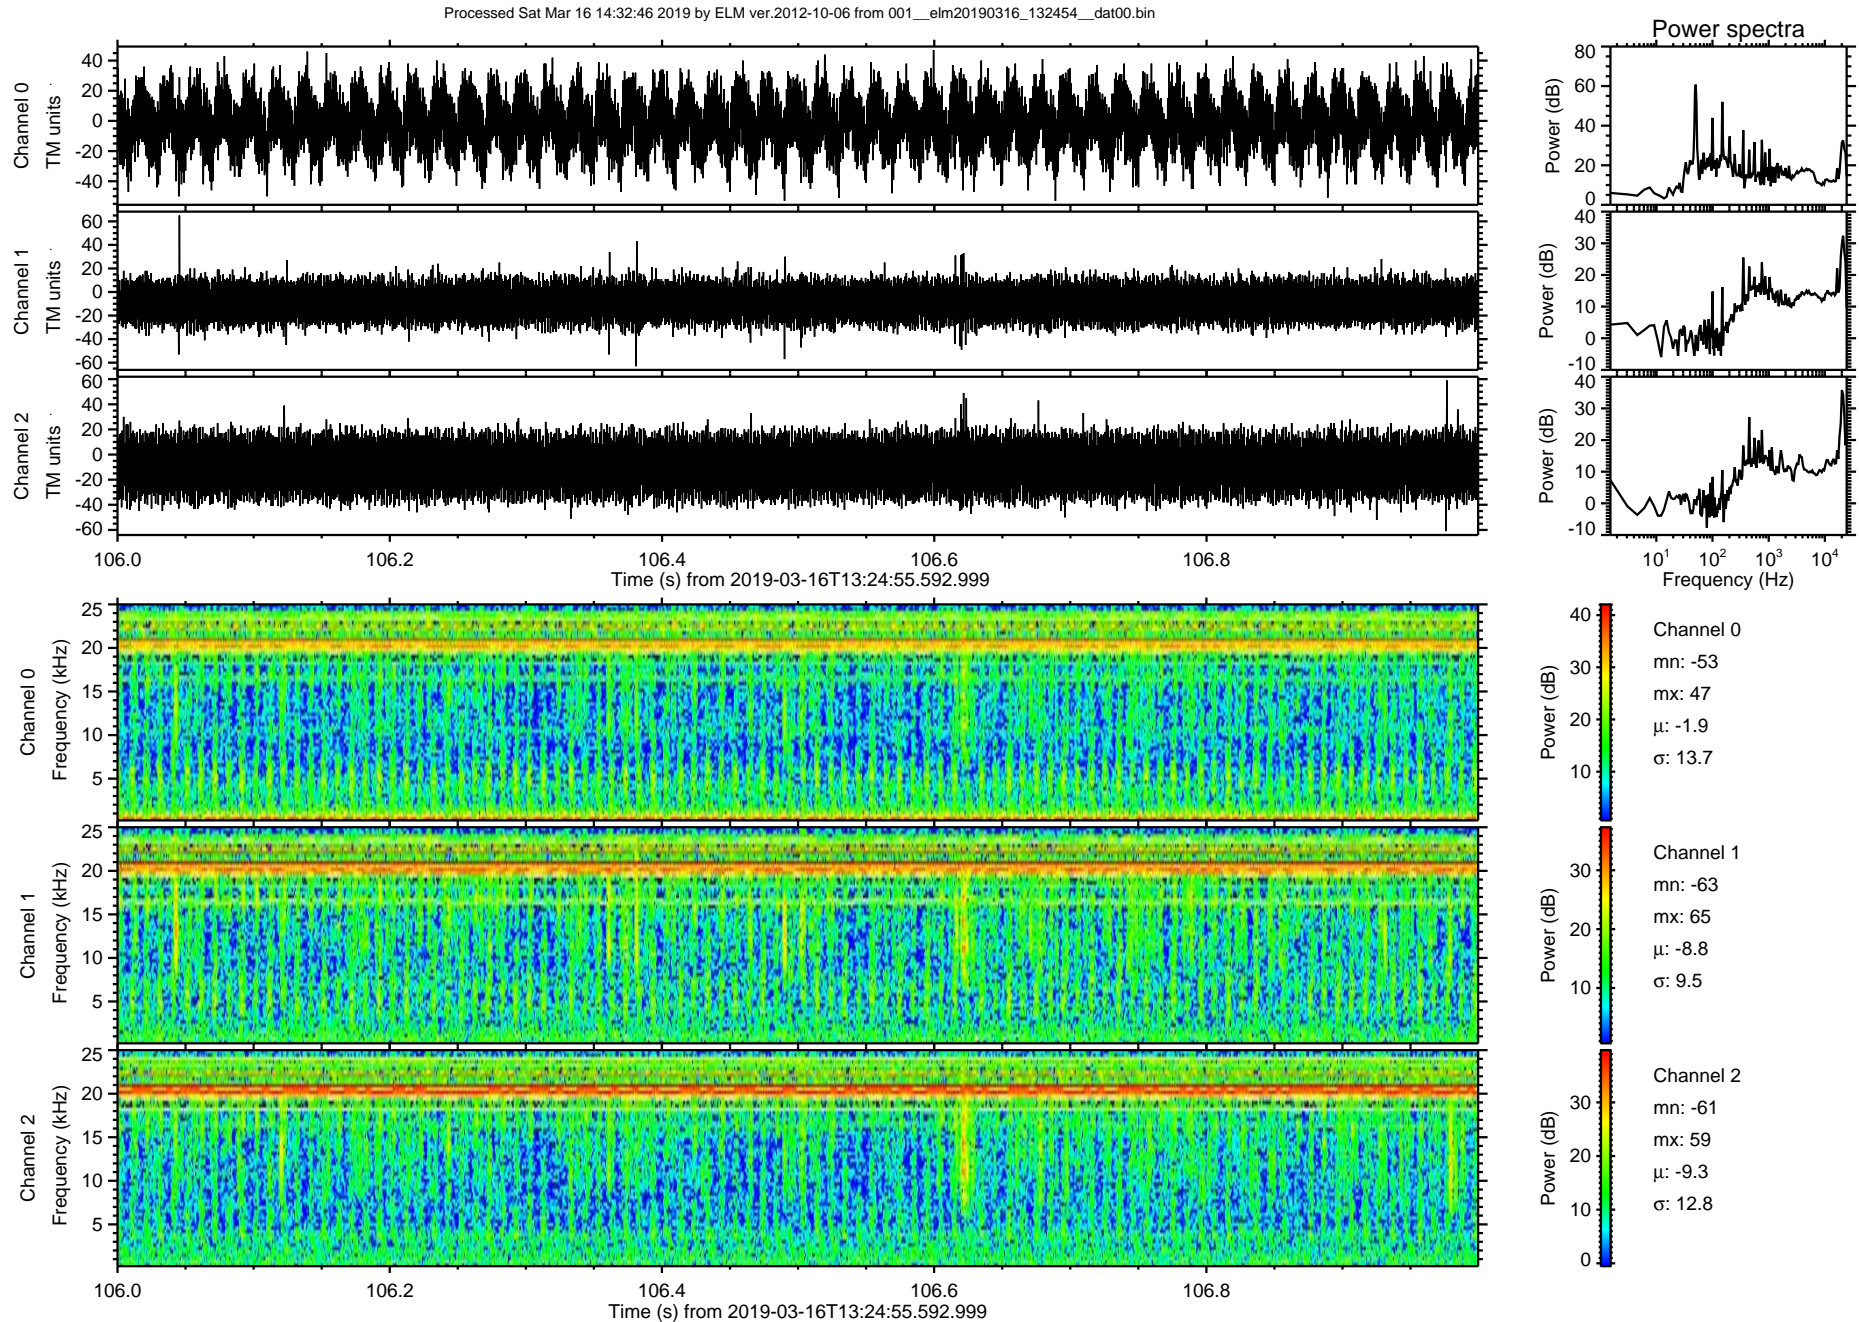 Processed Sat Mar 16 14:32:46 2019 by ELM ver.2012-10-06 from 001__elm20190316_132454__dat00.bin
Power spectra
Channel 0
TM units
40
20
0
-20
-40
Power (dB)
80
60
40
20
0
Channel 1
TM units
60
40
20
0
-20
-40
-60
Power (dB)
40
30
20
10
0
-10
Channel 2
TM units
60
40
20
0
-20
-40
-60
Power (dB)
40
30
20
10
0
-10
106.0 106.2 106.4 106.6 106.8
Time (s) from 2019-03-16T13:24:55.592.999
10¹ 10² 10³ 10⁴
Frequency (Hz)
Channel 0
Frequency (kHz)
25
20
15
10
5
Power (dB)
40
30
20
10
Channel 0
mn: -53
mx: 47
μ: -1.9
σ: 13.7
Channel 1
Frequency (kHz)
25
20
15
10
5
Power (dB)
30
20
10
Channel 1
mn: -63
mx: 65
μ: -8.8
σ: 9.5
Channel 2
Frequency (kHz)
25
20
15
10
5
Power (dB)
30
20
10
0
Channel 2
mn: -61
mx: 59
μ: -9.3
σ: 12.8
106.0 106.2 106.4 106.6 106.8
Time (s) from 2019-03-16T13:24:55.592.999